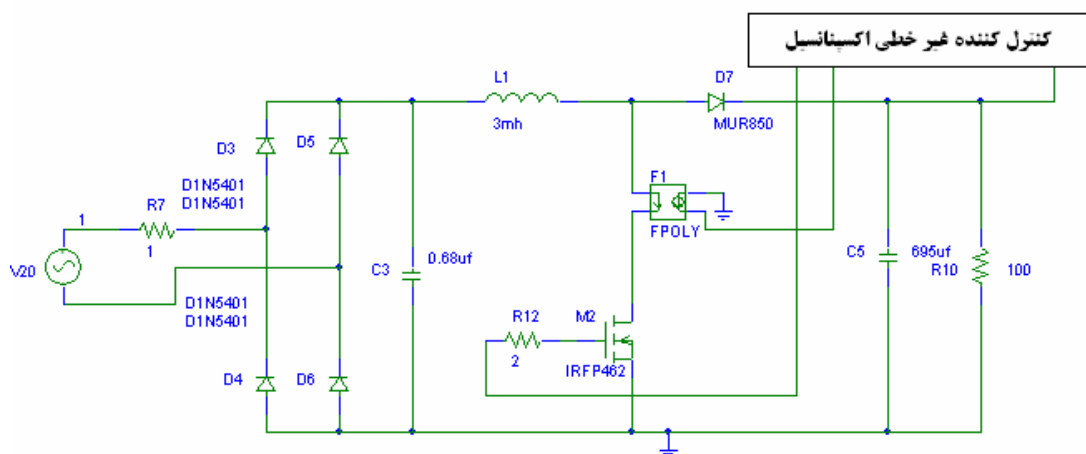 کنترل کننده غیر خطی اکسپنانسیل
L1
3mh
D7
MUR850
D3
D5
D1N5401
D1N5401
R7
1
1
V20
F1
FPOLY
C3
0.68uf
C5
695uf
R10
100
D1N5401
D1N5401
R12
2
M2
IRFP462
D4
D6